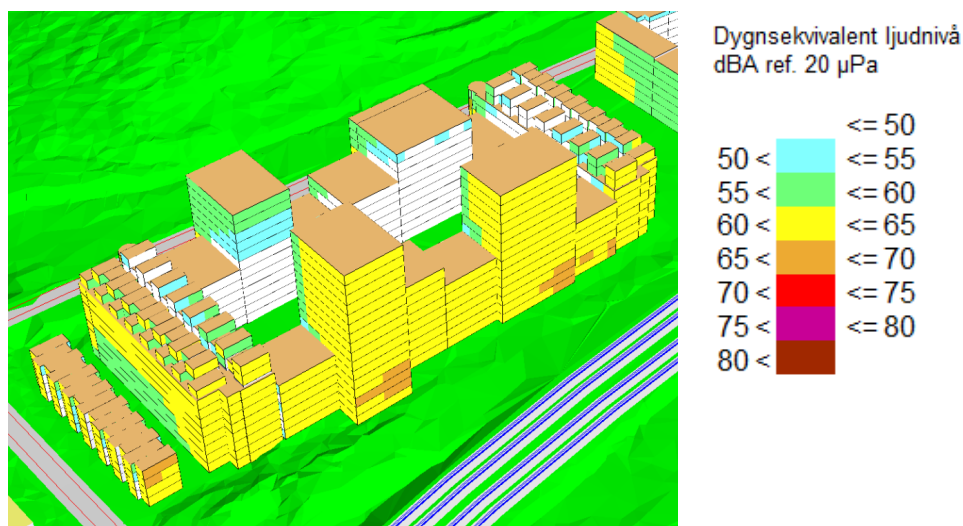 Dygnsekvivalent ljudnivå
dBA ref. 20 µPa
<= 50
50 < <= 55
55 < <= 60
60 < <= 65
65 < <= 70
70 < <= 75
75 < <= 80
80 <